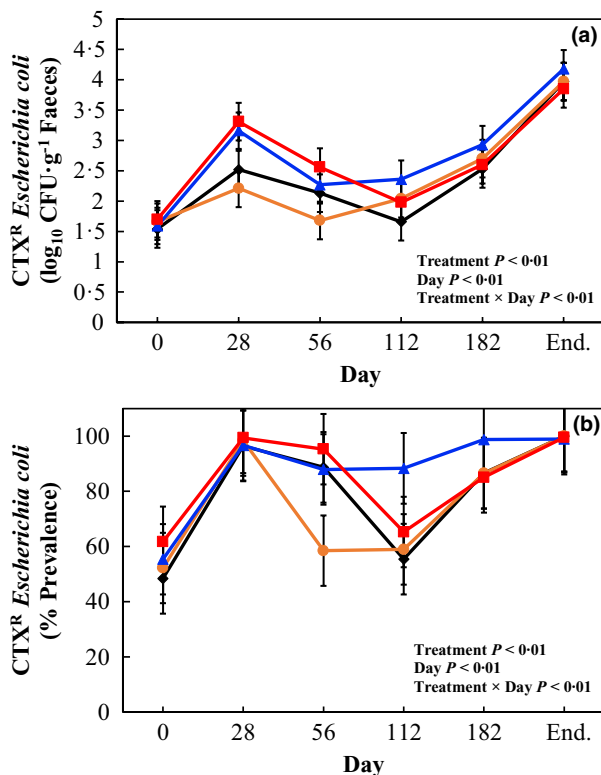 (a)
CTXᴿ Escherichia coli
(log₁₀ CFU·g⁻¹ Faeces)
5
4·5
4
3·5
3
2·5
2
1·5
1
0·5
0
Treatment P < 0·01
Day P < 0·01
Treatment × Day P < 0·01
0 28 56 112 182 End.
Day
(b)
CTXᴿ Escherichia coli
(% Prevalence)
100
80
60
40
20
0
Treatment P < 0·01
Day P < 0·01
Treatment × Day P < 0·01
0 28 56 112 182 End.
Day